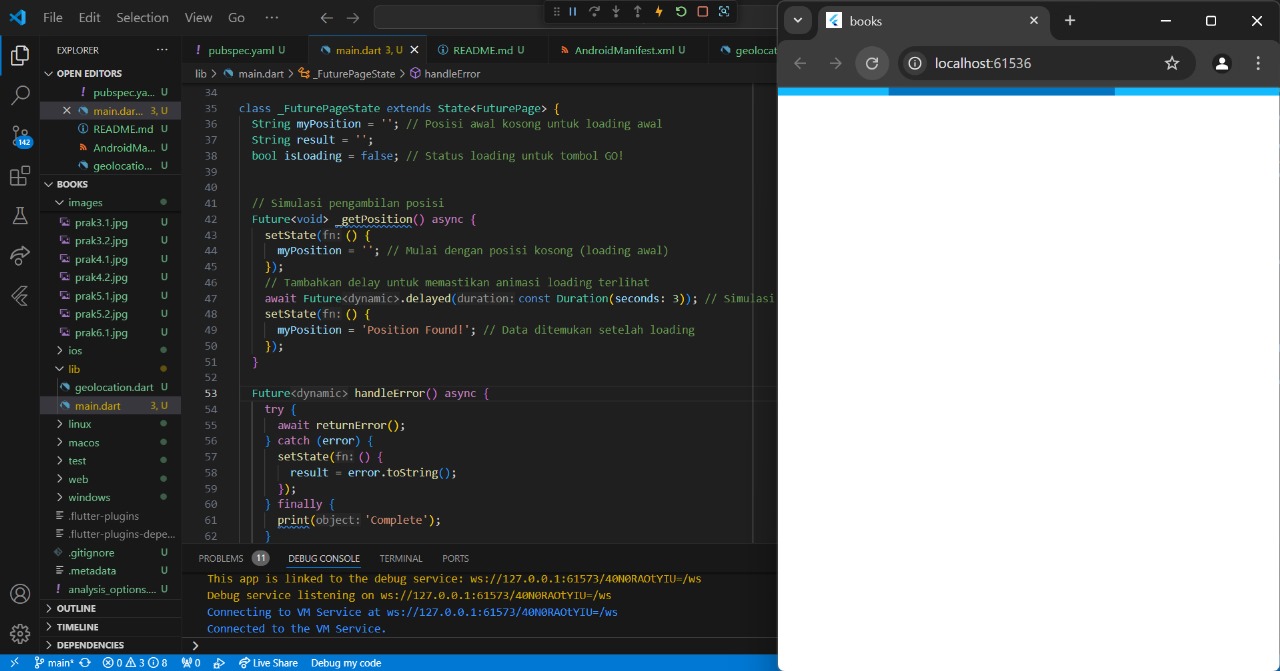 File Edit Selection View Go ···
EXPLORER ···
OPEN EDITORS
pubspec.ya... U
main.dar... 3, U
README.md U
AndroidMa... U
geolocatio... U
BOOKS
images
prak3.1.jpg U
prak3.2.jpg U
prak4.1.jpg U
prak4.2.jpg U
prak5.1.jpg U
prak5.2.jpg U
prak6.1.jpg U
ios
lib
geolocation.dart U
main.dart 3, U
linux
macos
test
web
windows
.flutter-plugins
.flutter-plugins-depe...
.gitignore U
.metadata U
analysis_options.... U
OUTLINE
TIMELINE
DEPENDENCIES
142
pubspec.yaml U main.dart 3, U README.md U AndroidManifest.xml U geolocat
lib > main.dart > _FuturePageState > handleError
34
35 class _FuturePageState extends State<FuturePage> {
36 String myPosition = ''; // Posisi awal kosong untuk loading awal
37 String result = '';
38 bool isLoading = false; // Status loading untuk tombol GO!
39
40
41 // Simulasi pengambilan posisi
42 Future<void> _getPosition() async {
43 setState(fn: () {
44 myPosition = ''; // Mulai dengan posisi kosong (loading awal)
45 });
46 // Tambahkan delay untuk memastikan animasi loading terlihat
47 await Future<dynamic>.delayed(duration: const Duration(seconds: 3)); // Simulasi
48 setState(fn: () {
49 myPosition = 'Position Found!'; // Data ditemukan setelah loading
50 });
51 }
52
53 Future<dynamic> handleError() async {
54 try {
55 await returnError();
56 } catch (error) {
57 setState(fn: () {
58 result = error.toString();
59 });
60 } finally {
61 print(object: 'Complete');
62 }
PROBLEMS 11 DEBUG CONSOLE TERMINAL PORTS
This app is linked to the debug service: ws://127.0.0.1:61573/40N0RAOtYIU=/ws
Debug service listening on ws://127.0.0.1:61573/40N0RAOtYIU=/ws
Connecting to VM Service at ws://127.0.0.1:61573/40N0RAOtYIU=/ws
Connected to the VM Service.
main* 0 3 8 0 Live Share Debug my code
books
localhost:61536